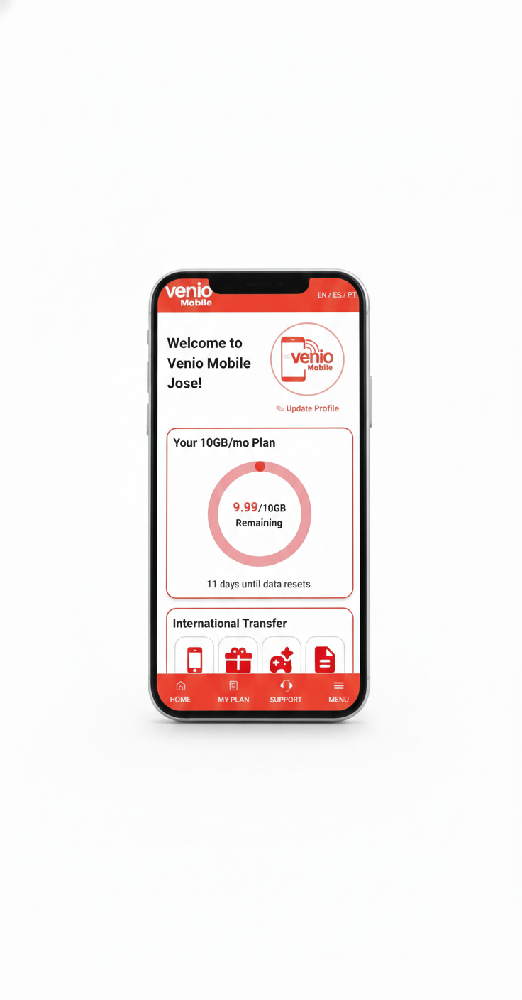 venio
Mobile
EN / ES / PT
Welcome to
Venio Mobile
Jose!
venio
Mobile
Update Profile
Your 10GB/mo Plan
9.99/10GB
Remaining
11 days until data resets
International Transfer
HOME
MY PLAN
SUPPORT
MENU